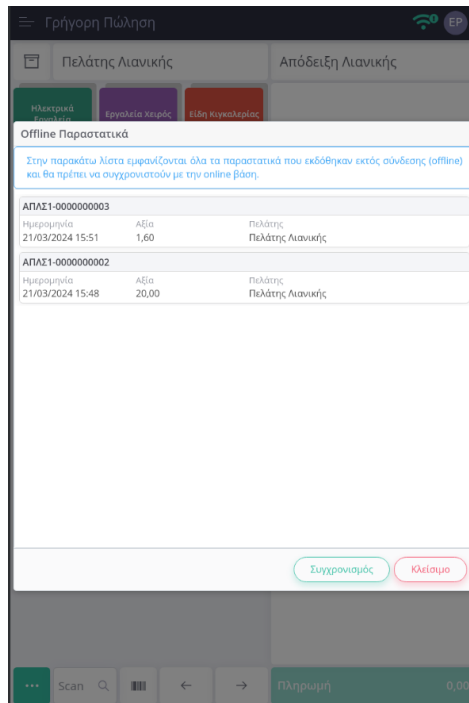 Γρήγορη Πώληση
EP
Πελάτης Λιανικής
Απόδειξη Λιανικής
Ηλεκτρικά
Εργαλεία
Εργαλεία Χειρός
Είδη Κιγκαλερίας
Offline Παραστατικά
Στην παρακάτω λίστα εμφανίζονται όλα τα παραστατικά που εκδόθηκαν εκτός σύνδεσης (offline)
και θα πρέπει να συγχρονιστούν με την online βάση.
ΑΠΛΣ1-0000000003
Ημερομηνία Αξία Πελάτης
21/03/2024 15:51 1,60 Πελάτης Λιανικής
ΑΠΛΣ1-0000000002
Ημερομηνία Αξία Πελάτης
21/03/2024 15:48 20,00 Πελάτης Λιανικής
Συγχρονισμός
Κλείσιμο
Scan
Πληρωμή
0,00